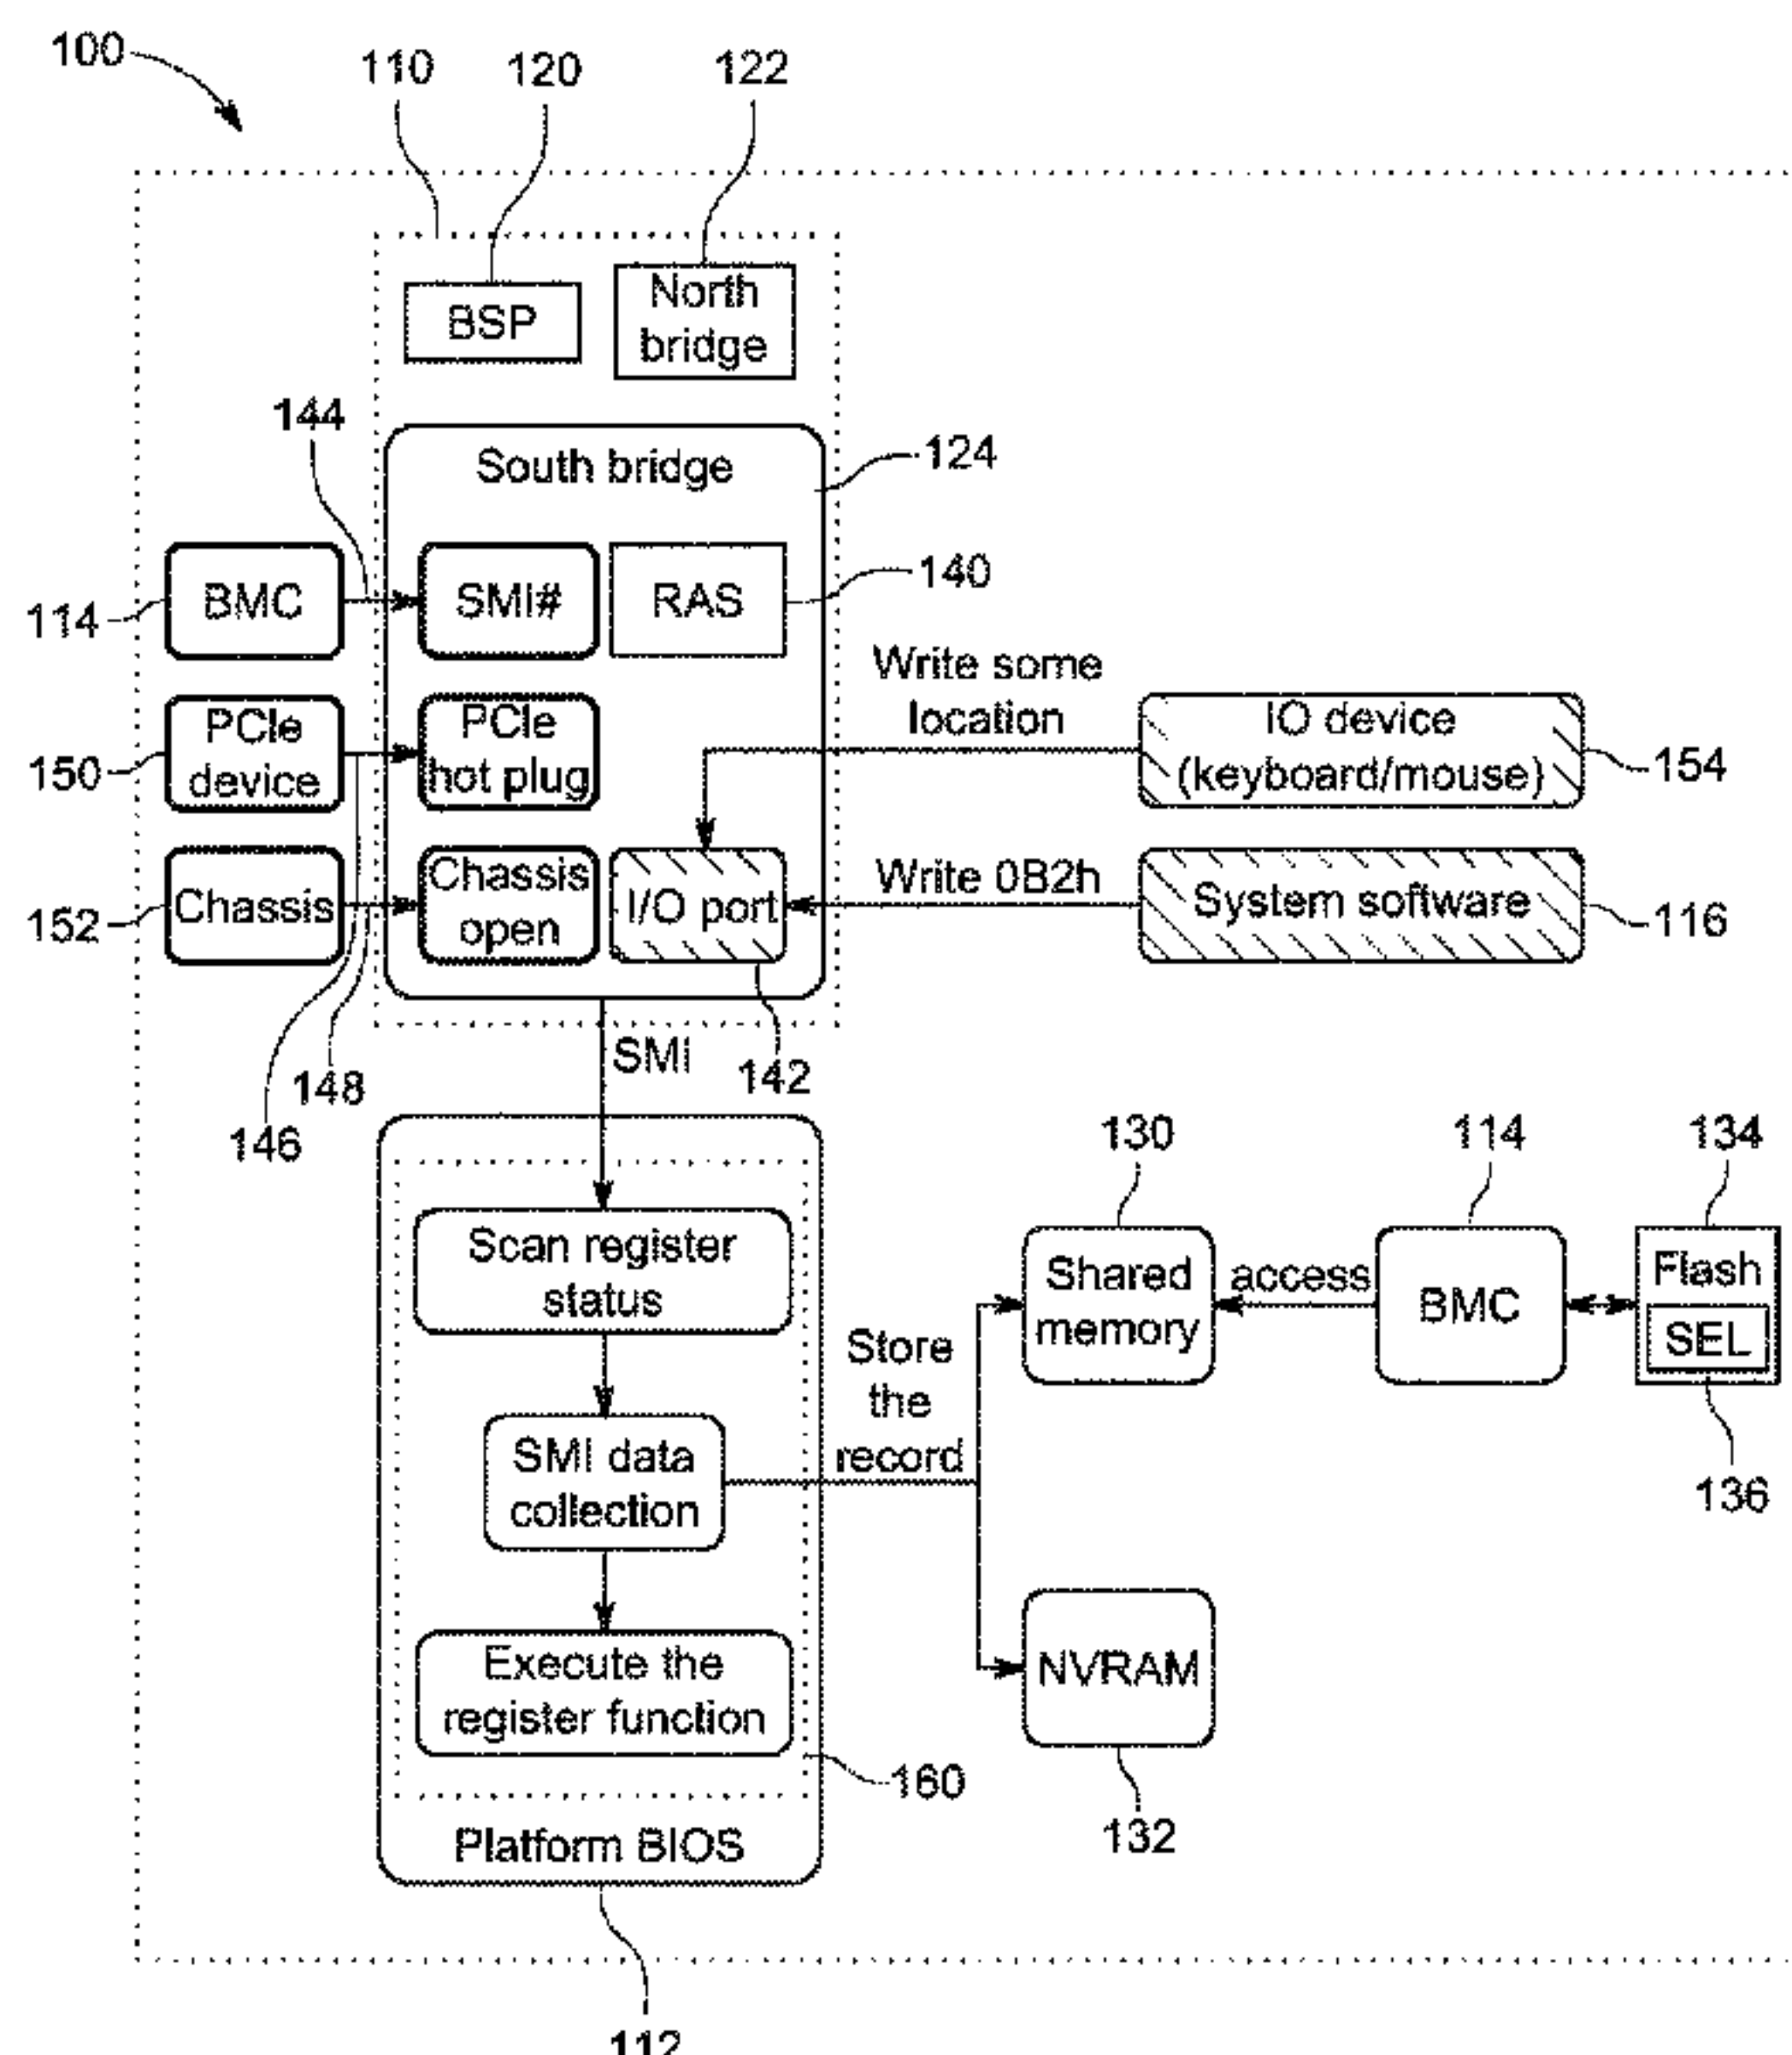 100
110
120
122
BSP
North
bridge
144
South bridge
124
BMC
SMI#
RAS
140
114
Write some
location
PCIe
device
PCIe
hot plug
IO device
(keyboard/mouse)
150
154
Chassis
Chassis
open
I/O port
Write 0B2h
System software
152
116
SMI
142
148
146
130
114
134
Scan register
status
Shared
memory
access
BMC
Flash
SEL
Store
the
record
SMI data
collection
136
Execute the
register function
NVRAM
160
132
Platform BIOS
112